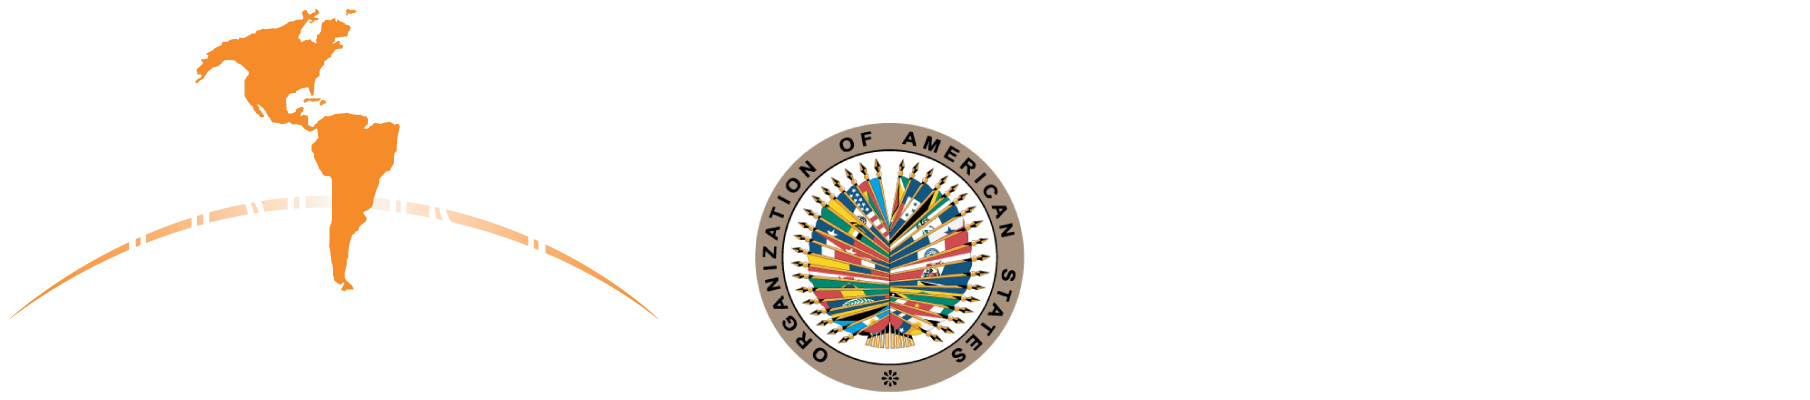 ORGANIZATION OF AMERICAN STATES